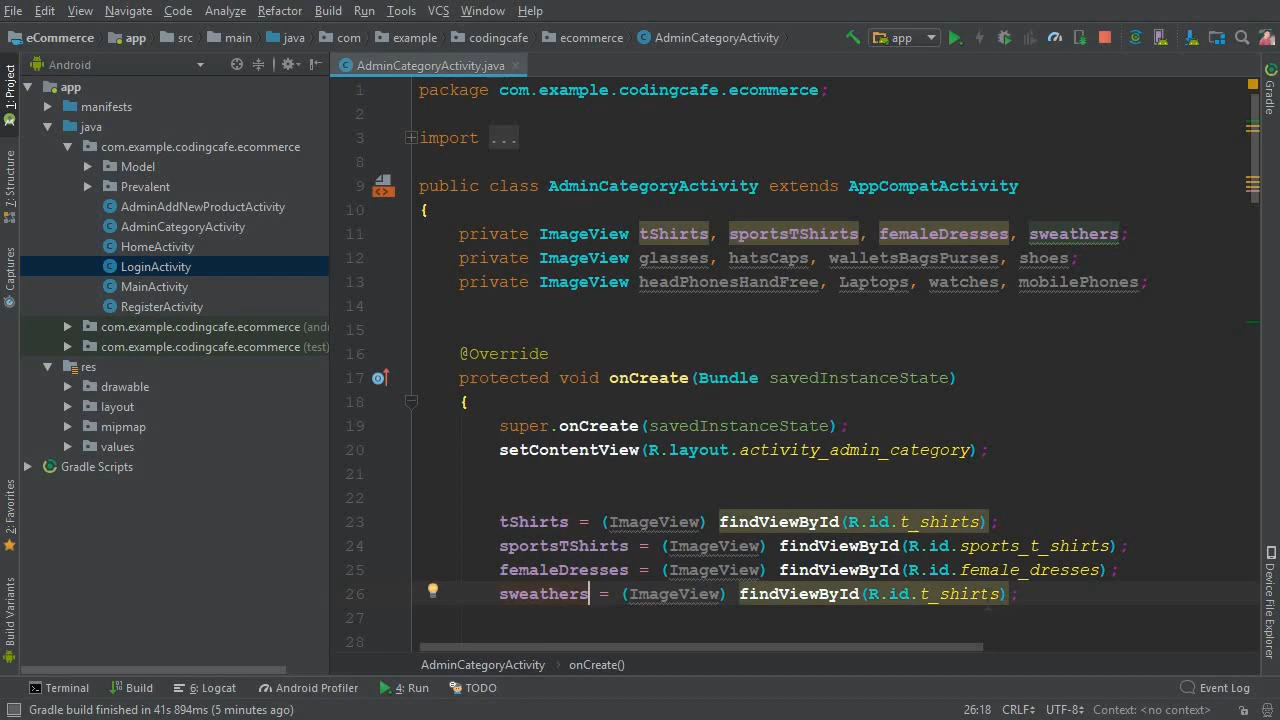 File Edit View Navigate Code Analyze Refactor Build Run Tools VCS Window Help
eCommerce app src main java com example codingcafe ecommerce AdminCategoryActivity app
Android AdminCategoryActivity.java
1: Project
7: Structure
Captures
2: Favorites
Build Variants
app
manifests
java
com.example.codingcafe.ecommerce
Model
Prevalent
AdminAddNewProductActivity
AdminCategoryActivity
HomeActivity
LoginActivity
MainActivity
RegisterActivity
com.example.codingcafe.ecommerce (and
com.example.codingcafe.ecommerce (test)
res
drawable
layout
mipmap
values
Gradle Scripts
1 package com.example.codingcafe.ecommerce;
2
3 import ...
8
9 public class AdminCategoryActivity extends AppCompatActivity
10 {
11 private ImageView tShirts, sportsTShirts, femaleDresses, sweathers;
12 private ImageView glasses, hatsCaps, walletsBagsPurses, shoes;
13 private ImageView headPhonesHandFree, Laptops, watches, mobilePhones;
14
15
16 @Override
17 protected void onCreate(Bundle savedInstanceState)
18 {
19 super.onCreate(savedInstanceState);
20 setContentView(R.layout.activity_admin_category);
21
22
23 tShirts = (ImageView) findViewById(R.id.t_shirts);
24 sportsTShirts = (ImageView) findViewById(R.id.sports_t_shirts);
25 femaleDresses = (ImageView) findViewById(R.id.female_dresses);
26 sweathers = (ImageView) findViewById(R.id.t_shirts);
27
28
AdminCategoryActivity onCreate()
Gradle
Device File Explorer
Terminal Build 6: Logcat Android Profiler 4: Run TODO Event Log
Gradle build finished in 41s 894ms (5 minutes ago) 26:18 CRLF UTF-8 Context: <no context>